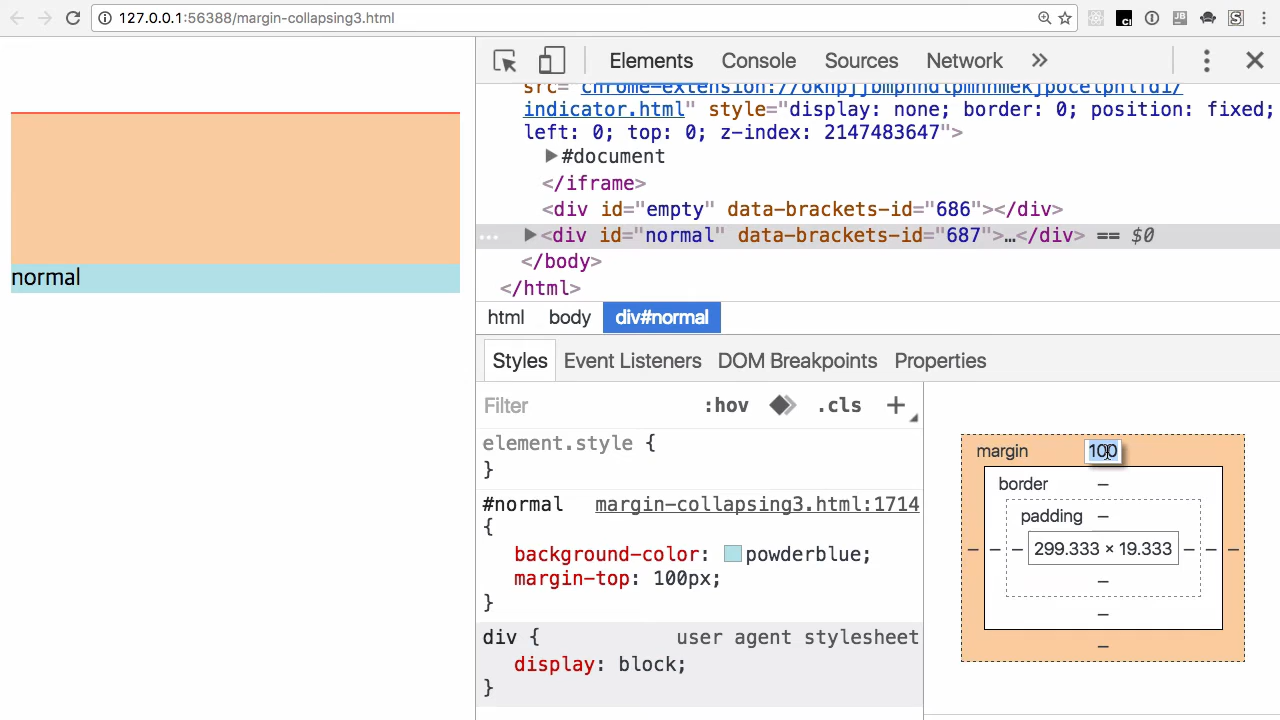 127.0.0.1:56388/margin-collapsing3.html
Elements Console Sources Network »
indicator.html" style="display: none; border: 0; position: fixed;
left: 0; top: 0; z-index: 2147483647">
▶#document
</iframe>
<div id="empty" data-brackets-id="686"></div>
… ▶<div id="normal" data-brackets-id="687">…</div> == $0
</body>
</html>
html body div#normal
Styles Event Listeners DOM Breakpoints Properties
Filter :hov .cls +
element.style {
}
#normal margin-collapsing3.html:1714
{
background-color: powderblue;
margin-top: 100px;
}
div { user agent stylesheet
display: block;
}
margin 100
border –
padding –
– – – 299.333 × 19.333 – – –
–
–
–
normal